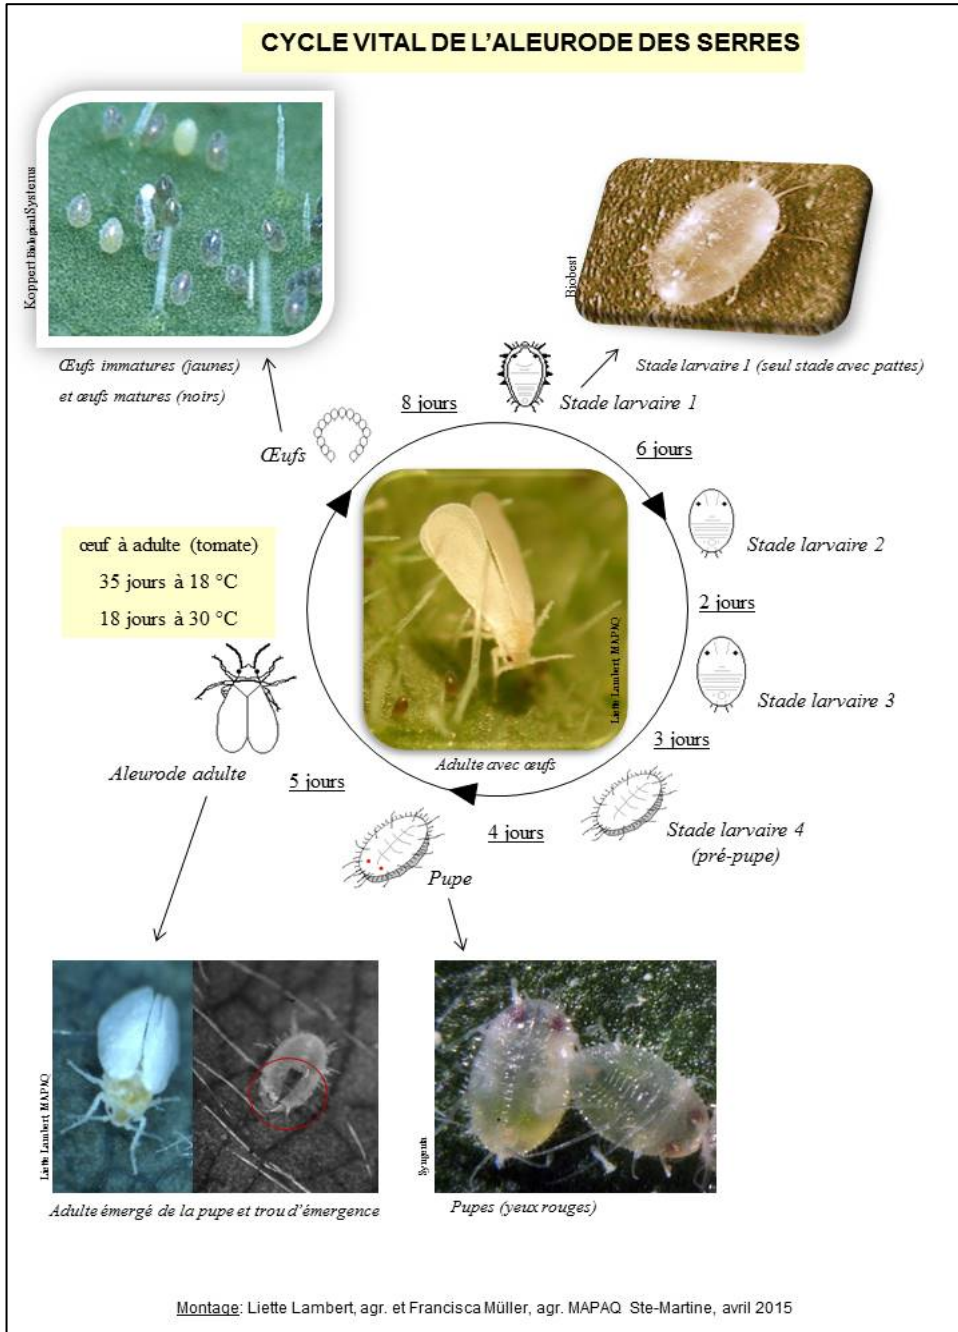 CYCLE VITAL DE L'ALEURODE DES SERRES
Koppert Biological Systems
Biobest
Œufs immatures (jaunes)
et œufs matures (noirs)
Stade larvaire 1 (seul stade avec pattes)
8 jours
Stade larvaire 1
Œufs
6 jours
Stade larvaire 2
œuf à adulte (tomate)
35 jours à 18 °C
18 jours à 30 °C
2 jours
Liette Lambert, MAPAQ
Stade larvaire 3
3 jours
Adulte avec œufs
Aleurode adulte
5 jours
4 jours
Stade larvaire 4
(pré-pupe)
Pupe
Liette Lambert, MAPAQ
Syngenta
Adulte émergé de la pupe et trou d'émergence
Pupes (yeux rouges)
Montage: Liette Lambert, agr. et Francisca Müller, agr. MAPAQ Ste-Martine, avril 2015